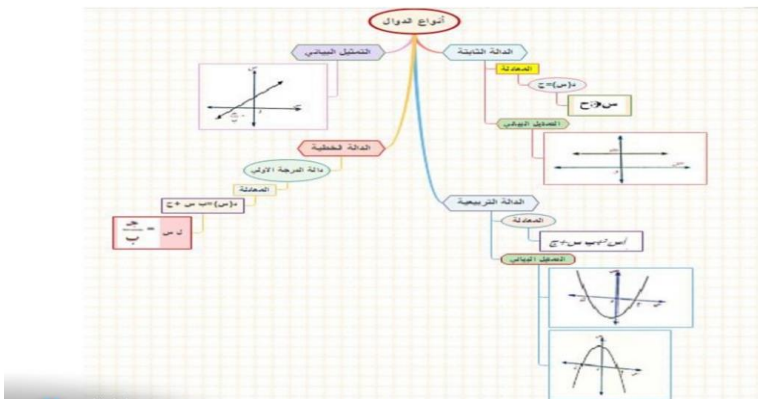 أنواع الدوال
الدالة الثابتة
المعادلة
د(س)=ج
التمثيل البياني
الدالة التربيعية
المعادلة
التمثيل البياني
التمثيل البياني
الدالة الخطية
دالة الدرجة الأولى
المعادلة
د(س)=ب س +ج